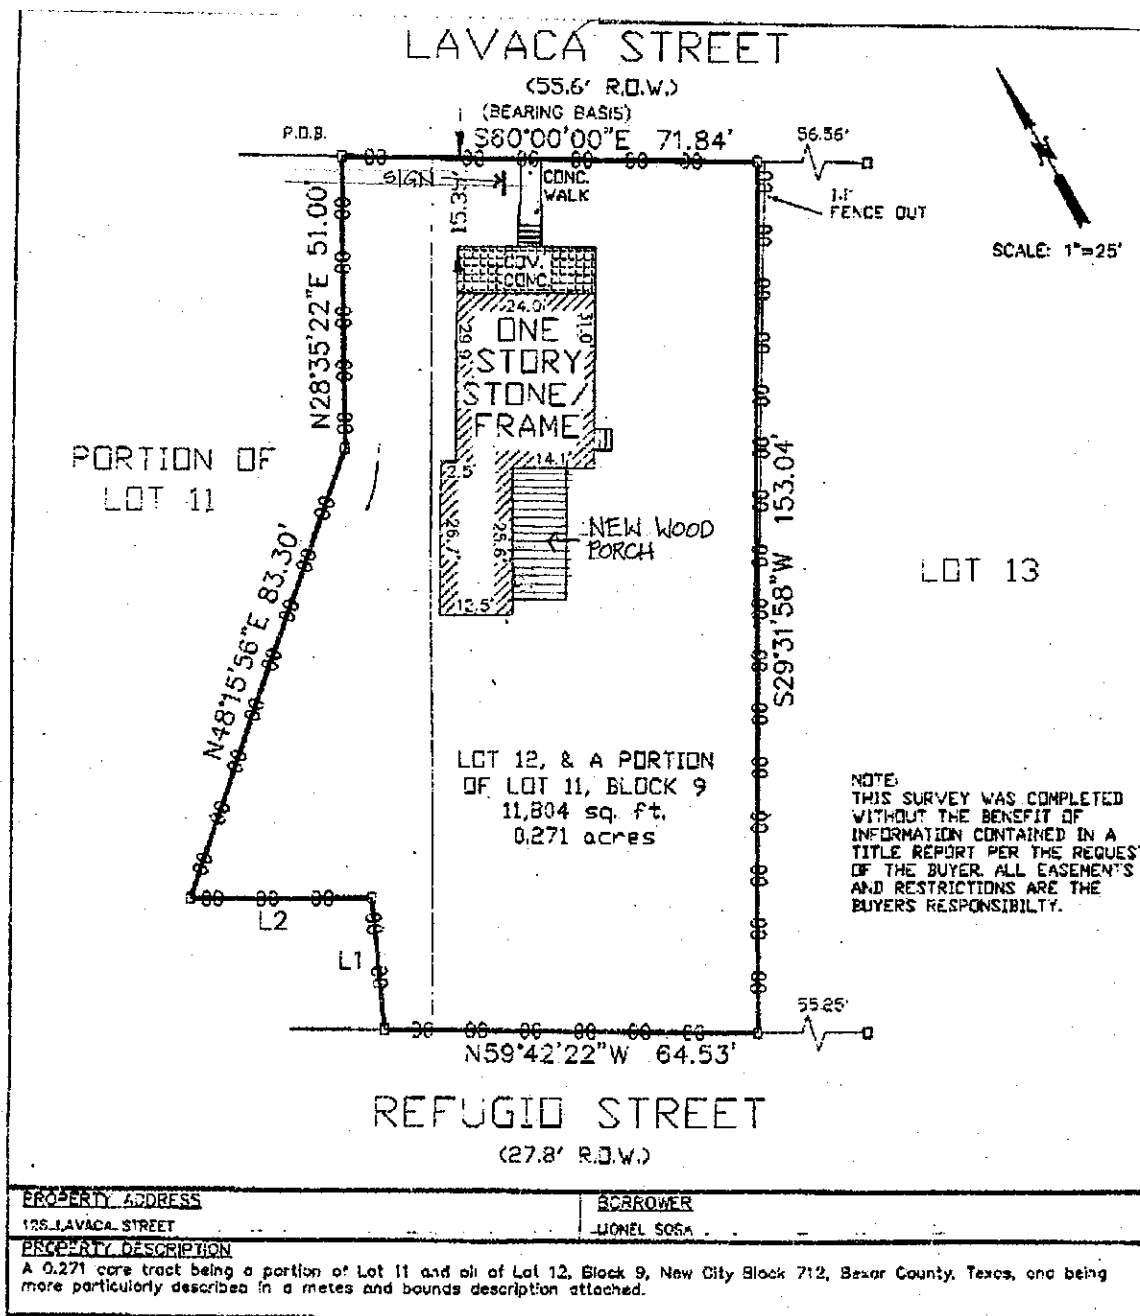 LAVACA STREET
(55.6' R.O.W.)
(BEARING BASIS)
P.O.B.
S60°00'00"E 71.84'
56.36'
SIGN
CONC.
WALK
15.35'
1.1'
FENCE OUT
SCALE: 1"=25'
N28°35'22"E 51.00'
COV.
CONC.
24.0'
ONE
STORY
STONE/
FRAME
29.9'
31.0'
14.1'
2.5'
PORTION OF
LOT 11
26.7'
25.6'
12.5'
NEW WOOD
PORCH
S29°31'58"W 153.04'
LOT 13
N48°15'56"E 83.30'
LOT 12, & A PORTION
OF LOT 11, BLOCK 9
11,804 sq. ft.
0.271 acres
NOTE:
THIS SURVEY WAS COMPLETED
WITHOUT THE BENEFIT OF
INFORMATION CONTAINED IN A
TITLE REPORT PER THE REQUEST
OF THE BUYER. ALL EASEMENTS
AND RESTRICTIONS ARE THE
BUYERS RESPONSIBILTY.
L2
L1
55.25'
N59°42'22"W 64.53'
REFUGIO STREET
(27.8' R.O.W.)
PROPERTY ADDRESS
LAVACA STREET
BORROWER
LIONEL SOSA
PROPERTY DESCRIPTION
A 0.271 acre tract being a portion of Lot 11 and all of Lot 12, Block 9, New City Block 712, Bexar County, Texas, and being
more particularly described in a metes and bounds description attached.